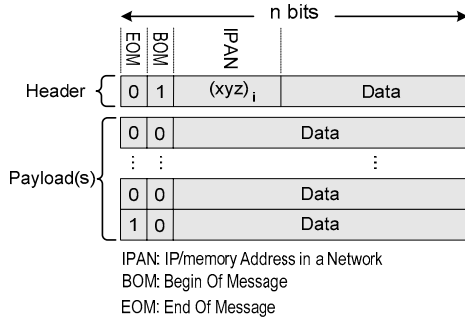 n bits
EOM BOM IPAN
Header 0 1 (xyz)i Data
0 0 Data
⋮ ⋮ ⋮
Payload(s)
0 0 Data
1 0 Data
IPAN: IP/memory Address in a Network
BOM: Begin Of Message
EOM: End Of Message